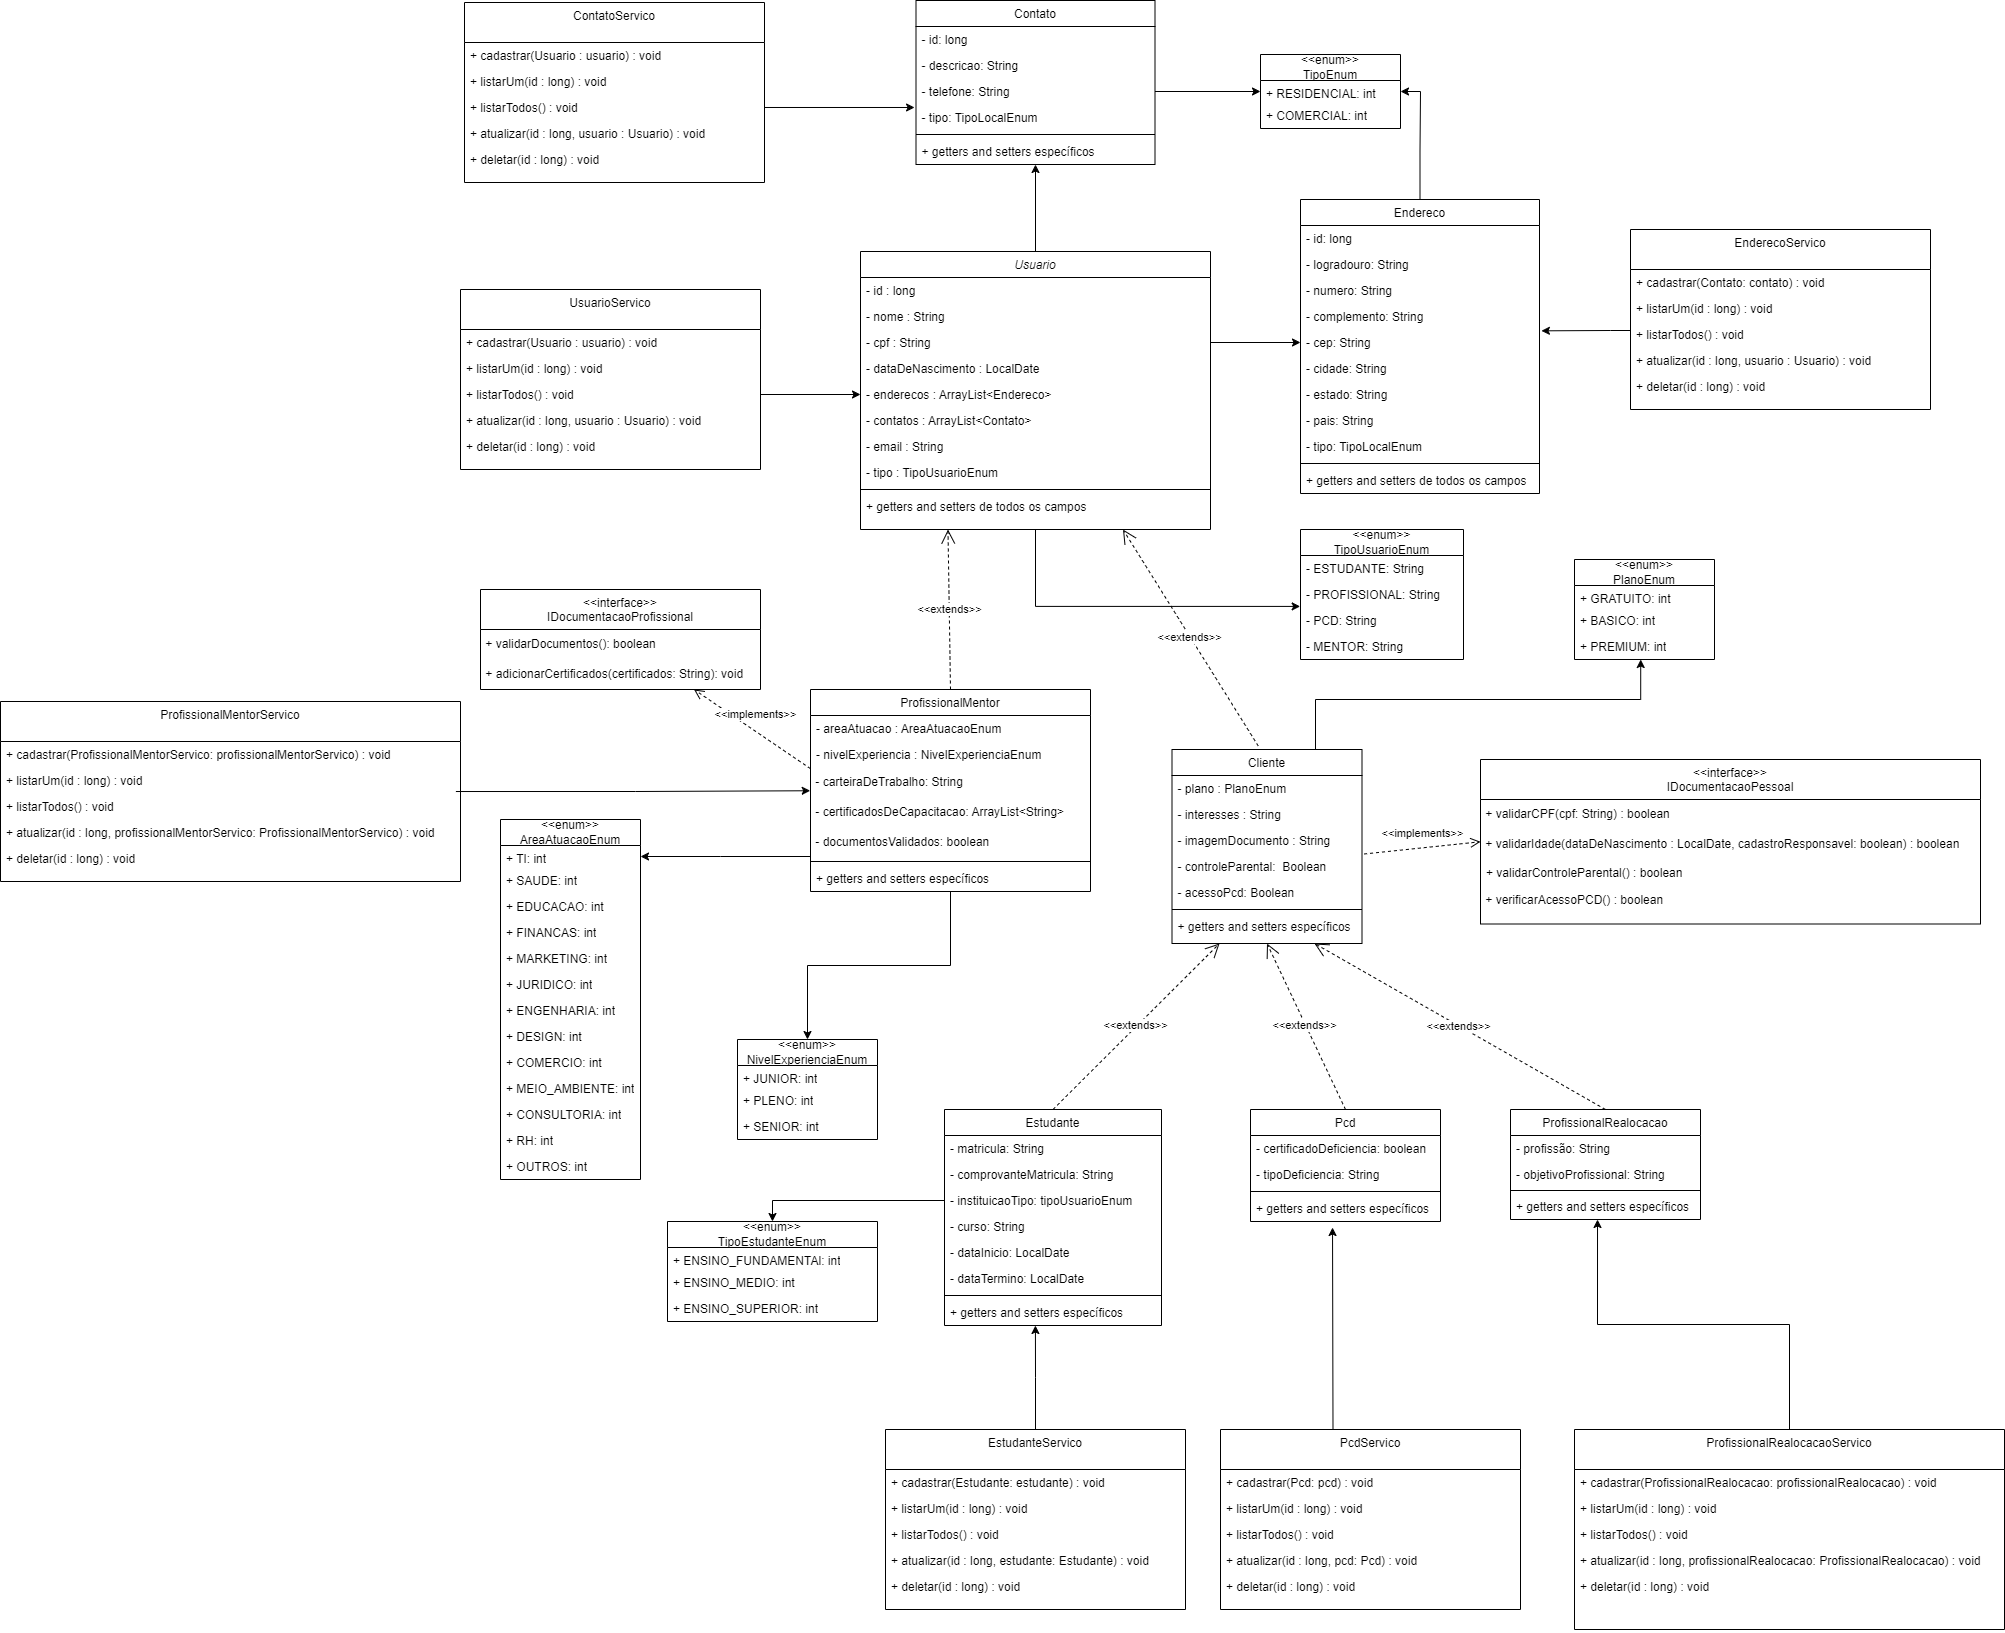 ContatoServico
+ cadastrar(Usuario : usuario) : void
+ listarUm(id : long) : void
+ listarTodos() : void
+ atualizar(id : long, usuario : Usuario) : void
+ deletar(id : long) : void
Contato
- id: long
- descricao: String
- telefone: String
- tipo: TipoLocalEnum
+ getters and setters específicos
<<enum>>
TipoEnum
+ RESIDENCIAL: int
+ COMERCIAL: int
Endereco
- id: long
- logradouro: String
- numero: String
- complemento: String
- cep: String
- cidade: String
- estado: String
- pais: String
- tipo: TipoLocalEnum
+ getters and setters de todos os campos
EnderecoServico
+ cadastrar(Contato: contato) : void
+ listarUm(id : long) : void
+ listarTodos() : void
+ atualizar(id : long, usuario : Usuario) : void
+ deletar(id : long) : void
UsuarioServico
+ cadastrar(Usuario : usuario) : void
+ listarUm(id : long) : void
+ listarTodos() : void
+ atualizar(id : long, usuario : Usuario) : void
+ deletar(id : long) : void
Usuario
- id : long
- nome : String
- cpf : String
- dataDeNascimento : LocalDate
- enderecos : ArrayList<Endereco>
- contatos : ArrayList<Contato>
- email : String
- tipo : TipoUsuarioEnum
+ getters and setters de todos os campos
<<enum>>
TipoUsuarioEnum
- ESTUDANTE: String
- PROFISSIONAL: String
- PCD: String
- MENTOR: String
<<enum>>
PlanoEnum
+ GRATUITO: int
+ BASICO: int
+ PREMIUM: int
<<interface>>
IDocumentacaoProfissional
+ validarDocumentos(): boolean
+ adicionarCertificados(certificados: String): void
<<extends>>
<<extends>>
<<implements>>
ProfissionalMentorServico
+ cadastrar(ProfissionalMentorServico: profissionalMentorServico) : void
+ listarUm(id : long) : void
+ listarTodos() : void
+ atualizar(id : long, profissionalMentorServico: ProfissionalMentorServico) : void
+ deletar(id : long) : void
ProfissionalMentor
- areaAtuacao : AreaAtuacaoEnum
- nivelExperiencia : NivelExperienciaEnum
- carteiraDeTrabalho: String
- certificadosDeCapacitacao: ArrayList<String>
- documentosValidados: boolean
+ getters and setters específicos
Cliente
- plano : PlanoEnum
- interesses : String
- imagemDocumento : String
- controleParental:  Boolean
- acessoPcd: Boolean
+ getters and setters específicos
<<implements>>
<<interface>>
IDocumentacaoPessoal
+ validarCPF(cpf: String) : boolean
+ validarIdade(dataDeNascimento : LocalDate, cadastroResponsavel: boolean) : boolean
+ validarControleParental() : boolean
+ verificarAcessoPCD() : boolean
<<enum>>
AreaAtuacaoEnum
+ TI: int
+ SAUDE: int
+ EDUCACAO: int
+ FINANCAS: int
+ MARKETING: int
+ JURIDICO: int
+ ENGENHARIA: int
+ DESIGN: int
+ COMERCIO: int
+ MEIO_AMBIENTE: int
+ CONSULTORIA: int
+ RH: int
+ OUTROS: int
<<enum>>
NivelExperienciaEnum
+ JUNIOR: int
+ PLENO: int
+ SENIOR: int
<<extends>>
<<extends>>
<<extends>>
Estudante
- matricula: String
- comprovanteMatricula: String
- instituicaoTipo: tipoUsuarioEnum
- curso: String
- dataInicio: LocalDate
- dataTermino: LocalDate
+ getters and setters específicos
Pcd
- certificadoDeficiencia: boolean
- tipoDeficiencia: String
+ getters and setters específicos
ProfissionalRealocacao
- profissão: String
- objetivoProfissional: String
+ getters and setters específicos
<<enum>>
TipoEstudanteEnum
+ ENSINO_FUNDAMENTAl: int
+ ENSINO_MEDIO: int
+ ENSINO_SUPERIOR: int
EstudanteServico
+ cadastrar(Estudante: estudante) : void
+ listarUm(id : long) : void
+ listarTodos() : void
+ atualizar(id : long, estudante: Estudante) : void
+ deletar(id : long) : void
PcdServico
+ cadastrar(Pcd: pcd) : void
+ listarUm(id : long) : void
+ listarTodos() : void
+ atualizar(id : long, pcd: Pcd) : void
+ deletar(id : long) : void
ProfissionalRealocacaoServico
+ cadastrar(ProfissionalRealocacao: profissionalRealocacao) : void
+ listarUm(id : long) : void
+ listarTodos() : void
+ atualizar(id : long, profissionalRealocacao: ProfissionalRealocacao) : void
+ deletar(id : long) : void